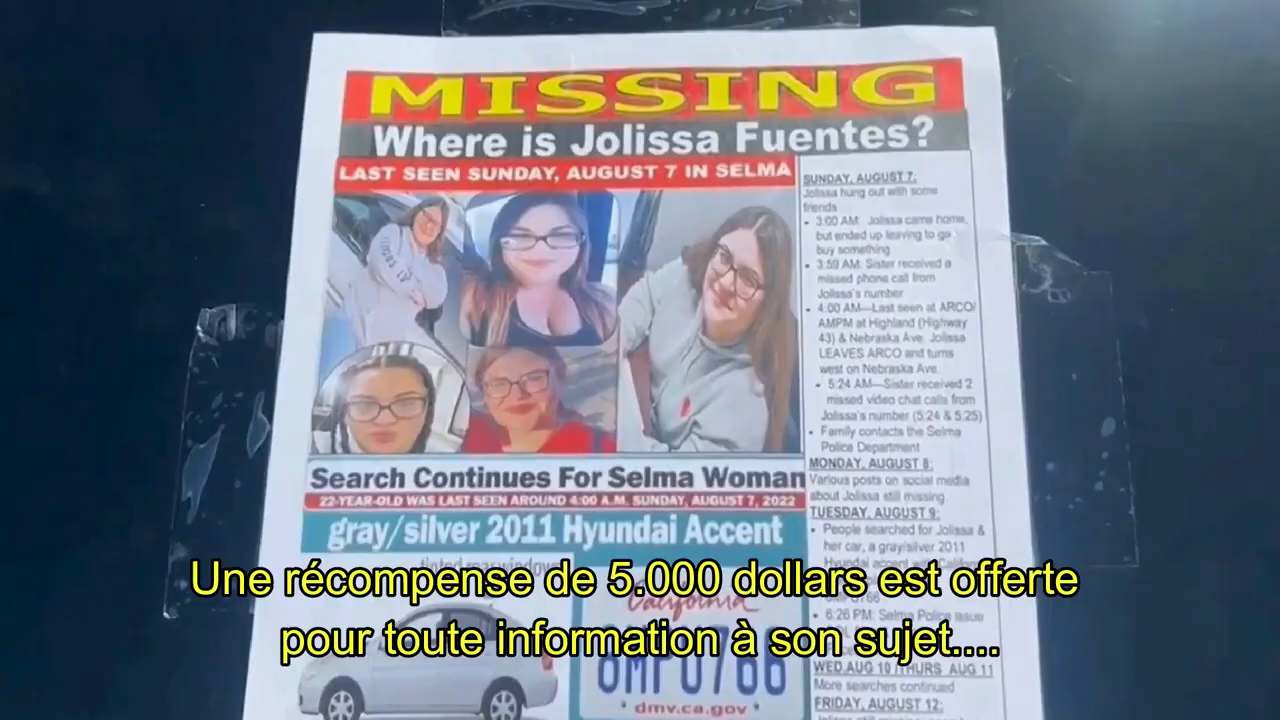 MISSING
Where is Jolissa Fuentes?
LAST SEEN SUNDAY, AUGUST 7 IN SELMA
Search Continues For Selma Woman
22-YEAR-OLD WAS LAST SEEN AROUND 4:00 A.M. SUNDAY, AUGUST 7, 2022
gray/silver 2011 Hyundai Accent
tinted rear window
California
8MPU766
dmv.ca.gov
SUNDAY, AUGUST 7:
Jolissa hung out with some
friends
• 3:00 AM: Jolissa came home,
but ended up leaving to go
buy something
• 3:59 AM: Sister received a
missed phone call from
Jolissa's number
• 4:00 AM—Last seen at ARCO/
AMPM at Highland (Highway
43) & Nebraska Ave. Jolissa
LEAVES ARCO and turns
west on Nebraska Ave.
• 5:24 AM—Sister received 2
missed video chat calls from
Jolissa's number (5:24 & 5:25)
• Family contacts the Selma
Police Department
MONDAY, AUGUST 8:
Various posts on social media
about Jolissa still missing
TUESDAY, AUGUST 9:
• People searched for Jolissa &
her car, a gray/silver 2011
Hyundai accent with
• 6:26 PM: Selma Police issue
WED. AUG 10 /THURS AUG 11
More searches continued
FRIDAY, AUGUST 12:
Une récompense de 5.000 dollars est offerte
pour toute information à son sujet....